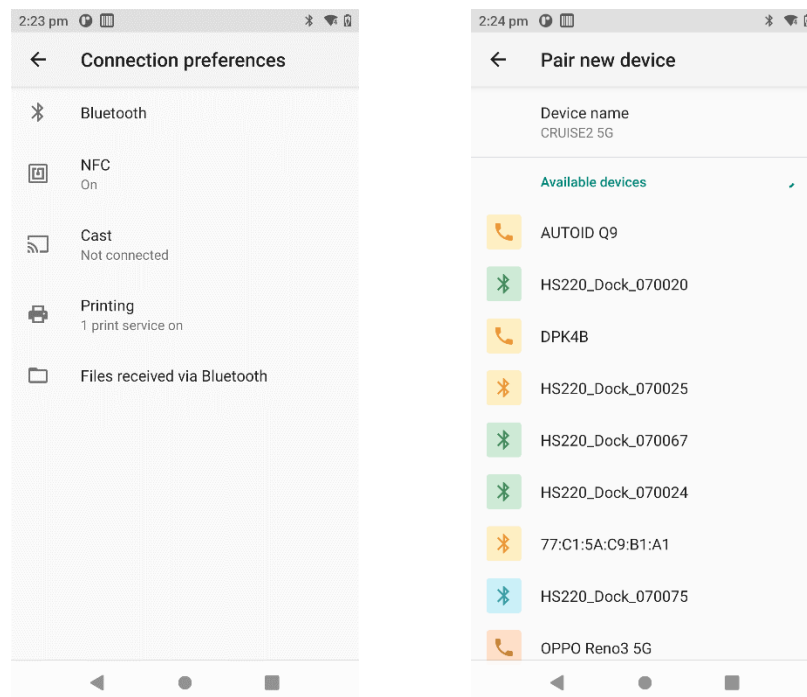 2:23 pm
Connection preferences
Bluetooth
NFC
On
Cast
Not connected
Printing
1 print service on
Files received via Bluetooth
2:24 pm
Pair new device
Device name
CRUISE2 5G
Available devices
AUTOID Q9
HS220_Dock_070020
DPK4B
HS220_Dock_070025
HS220_Dock_070067
HS220_Dock_070024
77:C1:5A:C9:B1:A1
HS220_Dock_070075
OPPO Reno3 5G